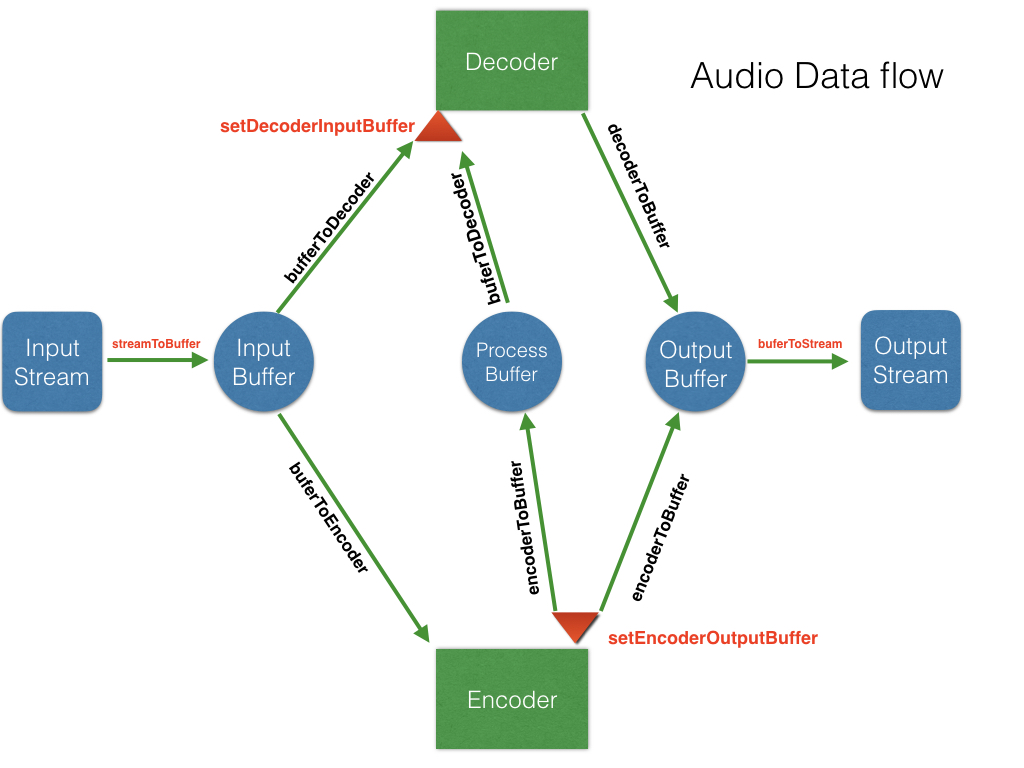 Decoder
Audio Data flow
setDecoderInputBuffer
decoderToBuffer
bufferToDecoder
buferToDecoder
Input
Stream
streamToBuffer
Input
Buffer
Process
Buffer
Output
Buffer
buferToStream
Output
Stream
buferToEncoder
encoderToBuffer
encoderToBuffer
setEncoderOutputBuffer
Encoder